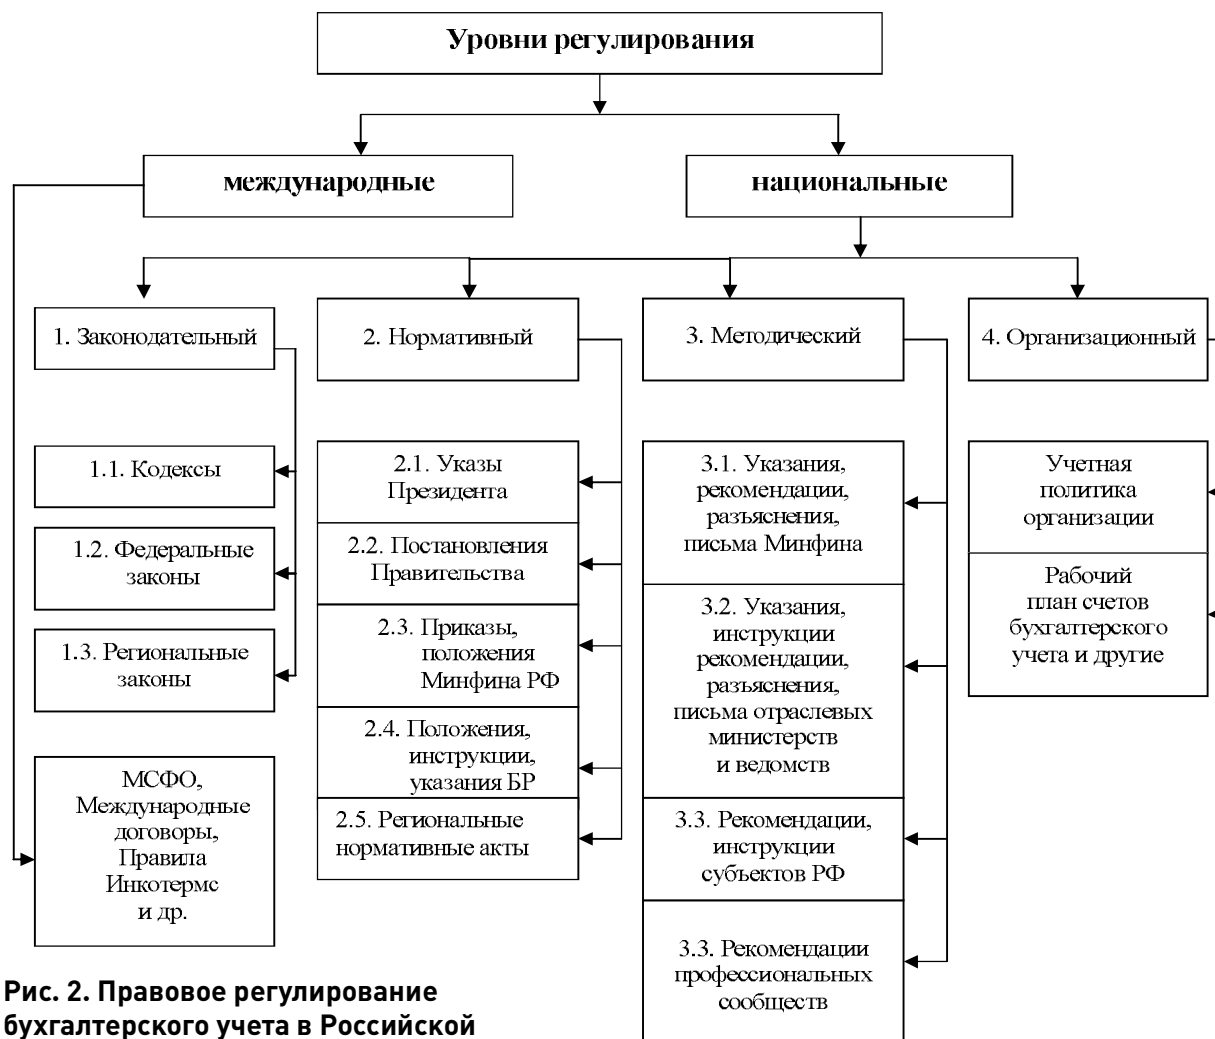 Уровни регулирования
международные
национальные
1. Законодательный
2. Нормативный
3. Методический
4. Организационный
1.1. Кодексы
1.2. Федеральные
законы
1.3. Региональные
законы
МСФО,
Международные
договоры,
Правила
Инкотермс
и др.
2.1. Указы
Президента
2.2. Постановления
Правительства
2.3. Приказы,
положения
Минфина РФ
2.4. Положения,
инструкции,
указания БР
2.5. Региональные
нормативные акты
3.1. Указания,
рекомендации,
разъяснения,
письма Минфина
3.2. Указания,
инструкции
рекомендации,
разъяснения,
письма отраслевых
министерств
и ведомств
3.3. Рекомендации,
инструкции
субъектов РФ
3.3. Рекомендации
профессиональных
сообществ
Учетная
политика
организации
Рабочий
план счетов
бухгалтерского
учета и другие
Рис. 2. Правовое регулирование
бухгалтерского учета в Российской